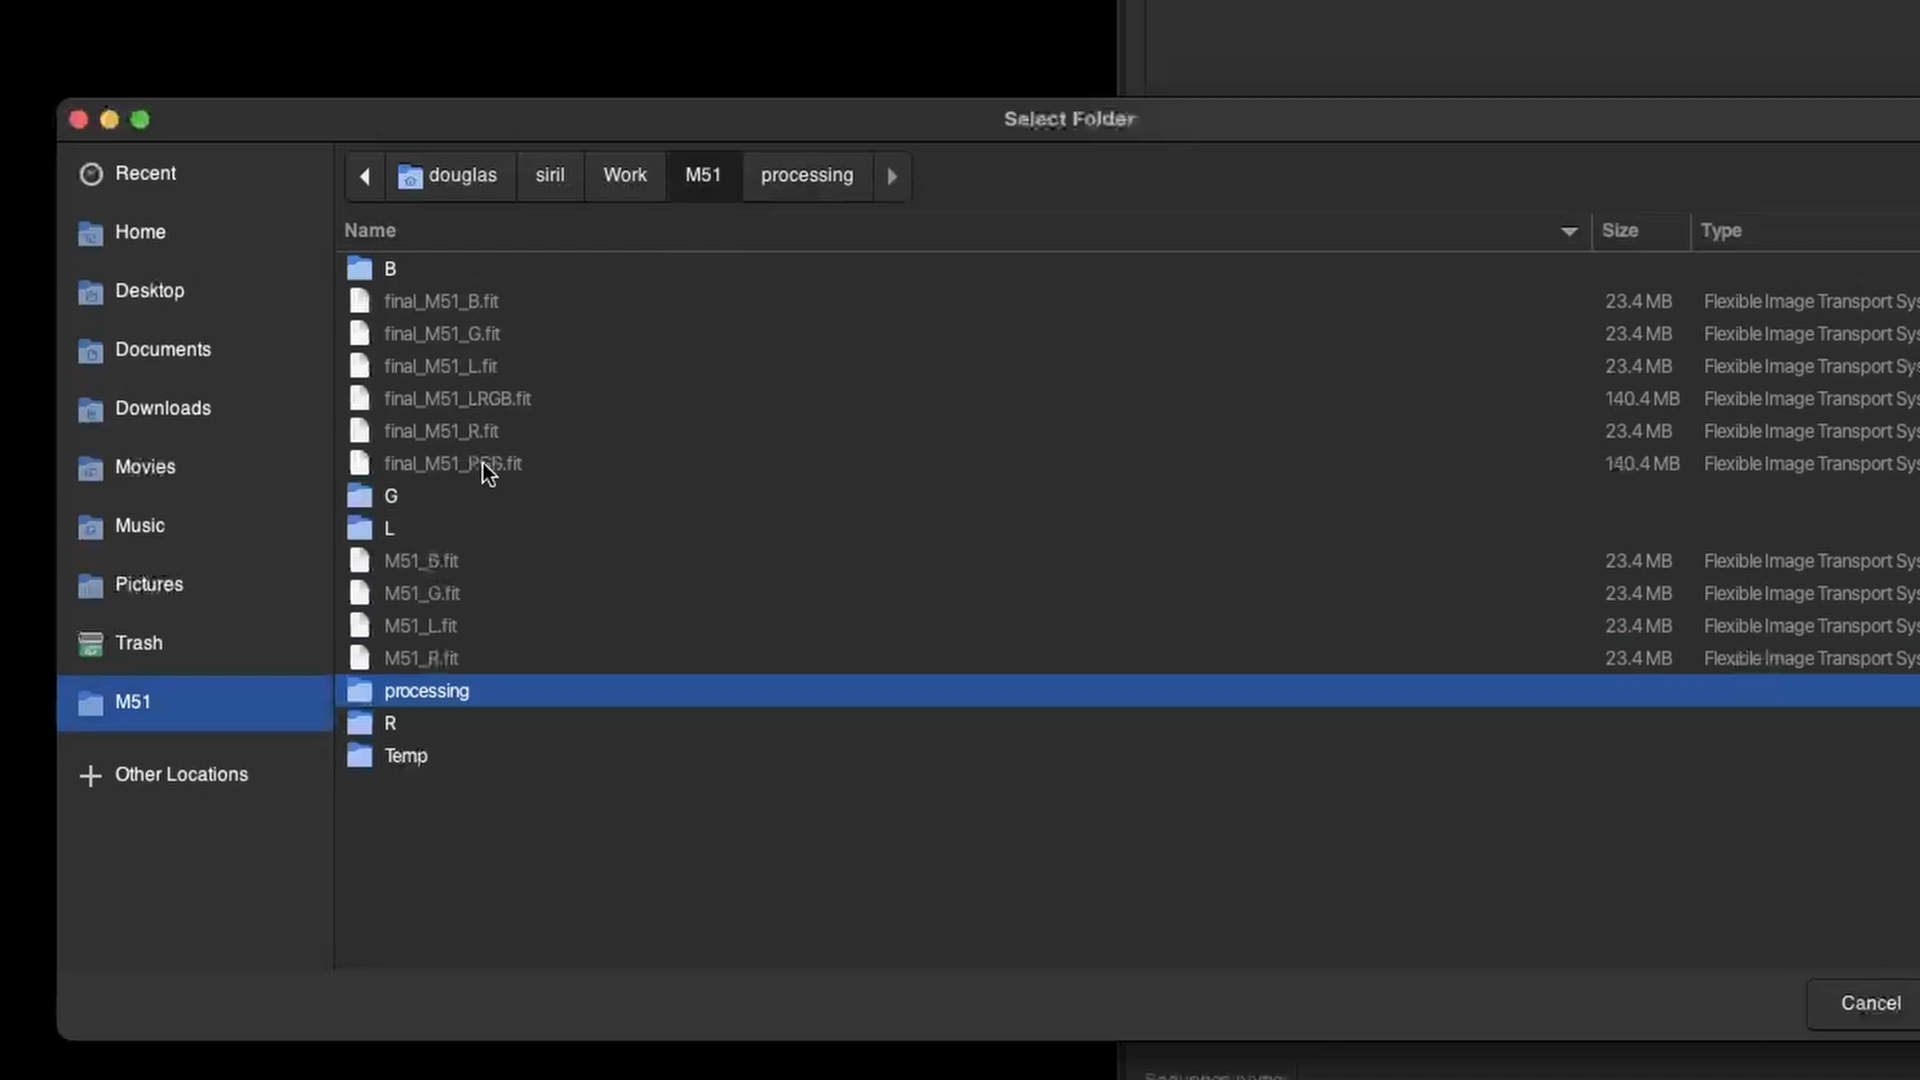 Select Folder
Recent
Home
Desktop
Documents
Downloads
Movies
Music
Pictures
Trash
M51
Other Locations
douglas siril Work M51 processing
Name Size Type
B
final_M51_B.fit 23.4 MB Flexible Image Transport Sys
final_M51_G.fit 23.4 MB Flexible Image Transport Sys
final_M51_L.fit 23.4 MB Flexible Image Transport Sys
final_M51_LRGB.fit 140.4 MB Flexible Image Transport Sys
final_M51_R.fit 23.4 MB Flexible Image Transport Sys
final_M51_RGB.fit 140.4 MB Flexible Image Transport Sys
G
L
M51_B.fit 23.4 MB Flexible Image Transport Sys
M51_G.fit 23.4 MB Flexible Image Transport Sys
M51_L.fit 23.4 MB Flexible Image Transport Sys
M51_R.fit 23.4 MB Flexible Image Transport Sys
processing
R
Temp
Cancel